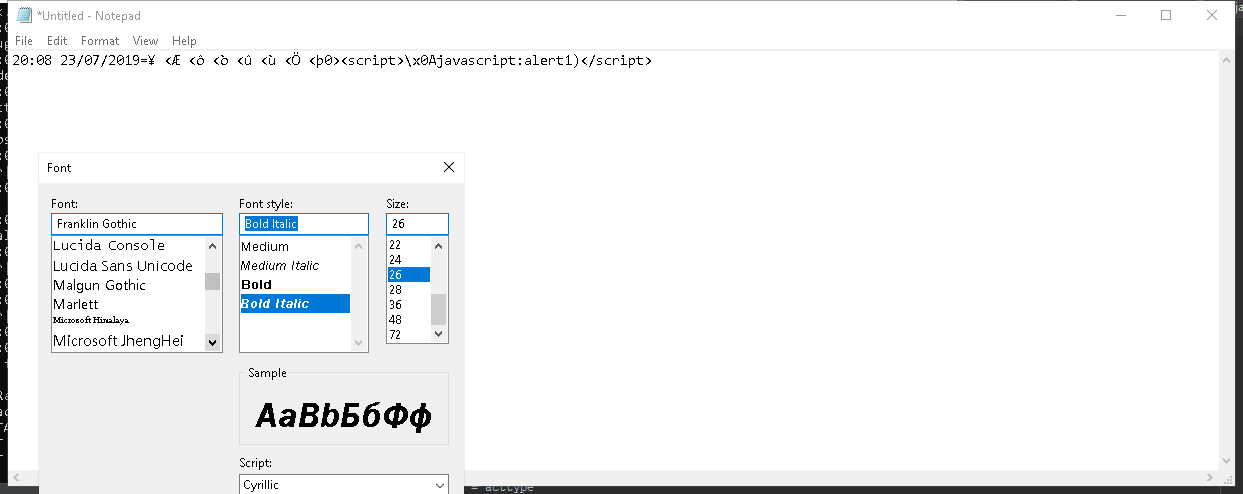 *Untitled - Notepad
File Edit Format View Help
20:08 23/07/2019=¥ <Æ <ô <ò <û <ù <Ö <þ0><script>\x0Ajavascript:alert1)</script>
Font
Font: Font style: Size:
Franklin Gothic Bold Italic 26
Lucida Console Medium 22
Lucida Sans Unicode Medium Italic 24
Malgun Gothic Bold 26
Marlett Bold Italic 28
Microsoft Himalaya 36
Microsoft JhengHei 48
72
Sample
AaBbБбФф
Script:
Cyrillic
= acctype